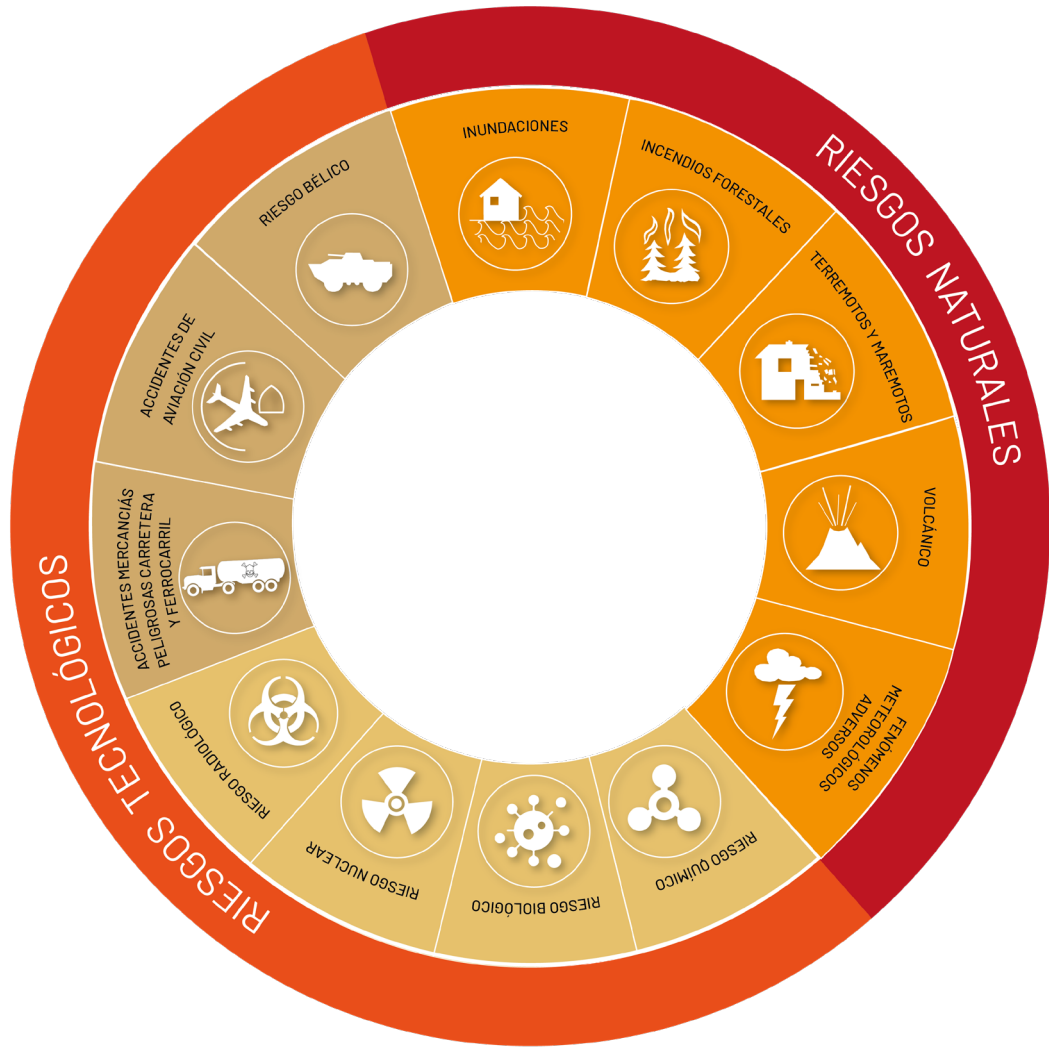 RIESGOS NATURALES
INUNDACIONES
INCENDIOS FORESTALES
TERREMOTOS Y MAREMOTOS
VOLCÁNICO
FENÓMENOS
METEOROLÓGICOS
ADVERSOS
RIESGOS TECNOLÓGICOS
RIESGO QUÍMICO
RIESGO BIOLÓGICO
RIESGO NUCLEAR
RIESGO RADIOLÓGICO
ACCIDENTES MERCANCIÁS
PELIGROSAS CARRETERA
Y FERROCARRIL
ACCIDENTES DE
AVIACIÓN CIVIL
RIESGO BÉLICO